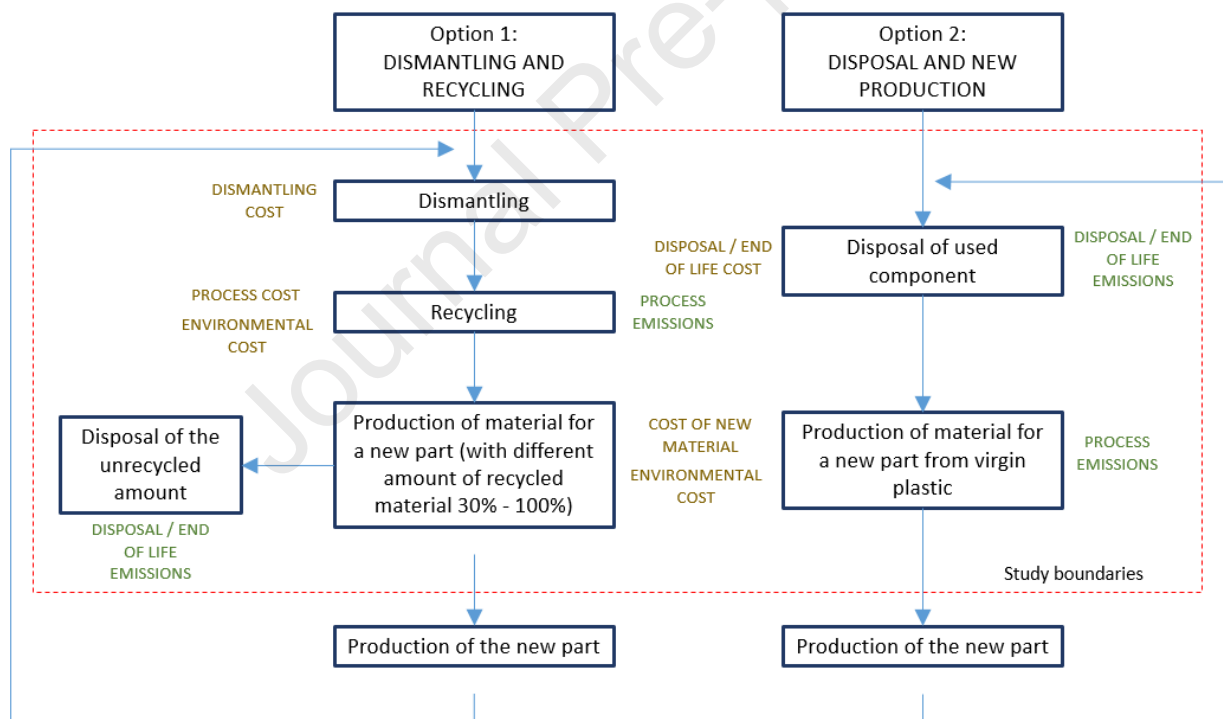 Option 1:
DISMANTLING AND
RECYCLING
Option 2:
DISPOSAL AND NEW
PRODUCTION
DISMANTLING
COST
Dismantling
DISPOSAL / END
OF LIFE COST
Disposal of used
component
DISPOSAL / END
OF LIFE
EMISSIONS
PROCESS COST
ENVIRONMENTAL
COST
Recycling
PROCESS
EMISSIONS
Disposal of the
unrecycled
amount
Production of material for
a new part (with different
amount of recycled
material 30% - 100%)
COST OF NEW
MATERIAL
ENVIRONMENTAL
COST
Production of material for
a new part from virgin
plastic
PROCESS
EMISSIONS
DISPOSAL / END
OF LIFE
EMISSIONS
Study boundaries
Production of the new part
Production of the new part
Journal Pre-